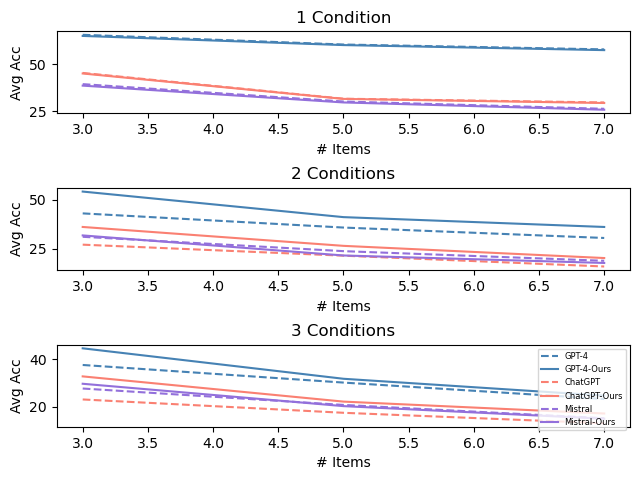 1 Condition
50
25
Avg Acc
3.0 3.5 4.0 4.5 5.0 5.5 6.0 6.5 7.0
# Items
2 Conditions
50
25
Avg Acc
3.0 3.5 4.0 4.5 5.0 5.5 6.0 6.5 7.0
# Items
3 Conditions
40
20
Avg Acc
GPT-4
GPT-4-Ours
ChatGPT
ChatGPT-Ours
Mistral
Mistral-Ours
3.0 3.5 4.0 4.5 5.0 5.5 6.0 6.5 7.0
# Items